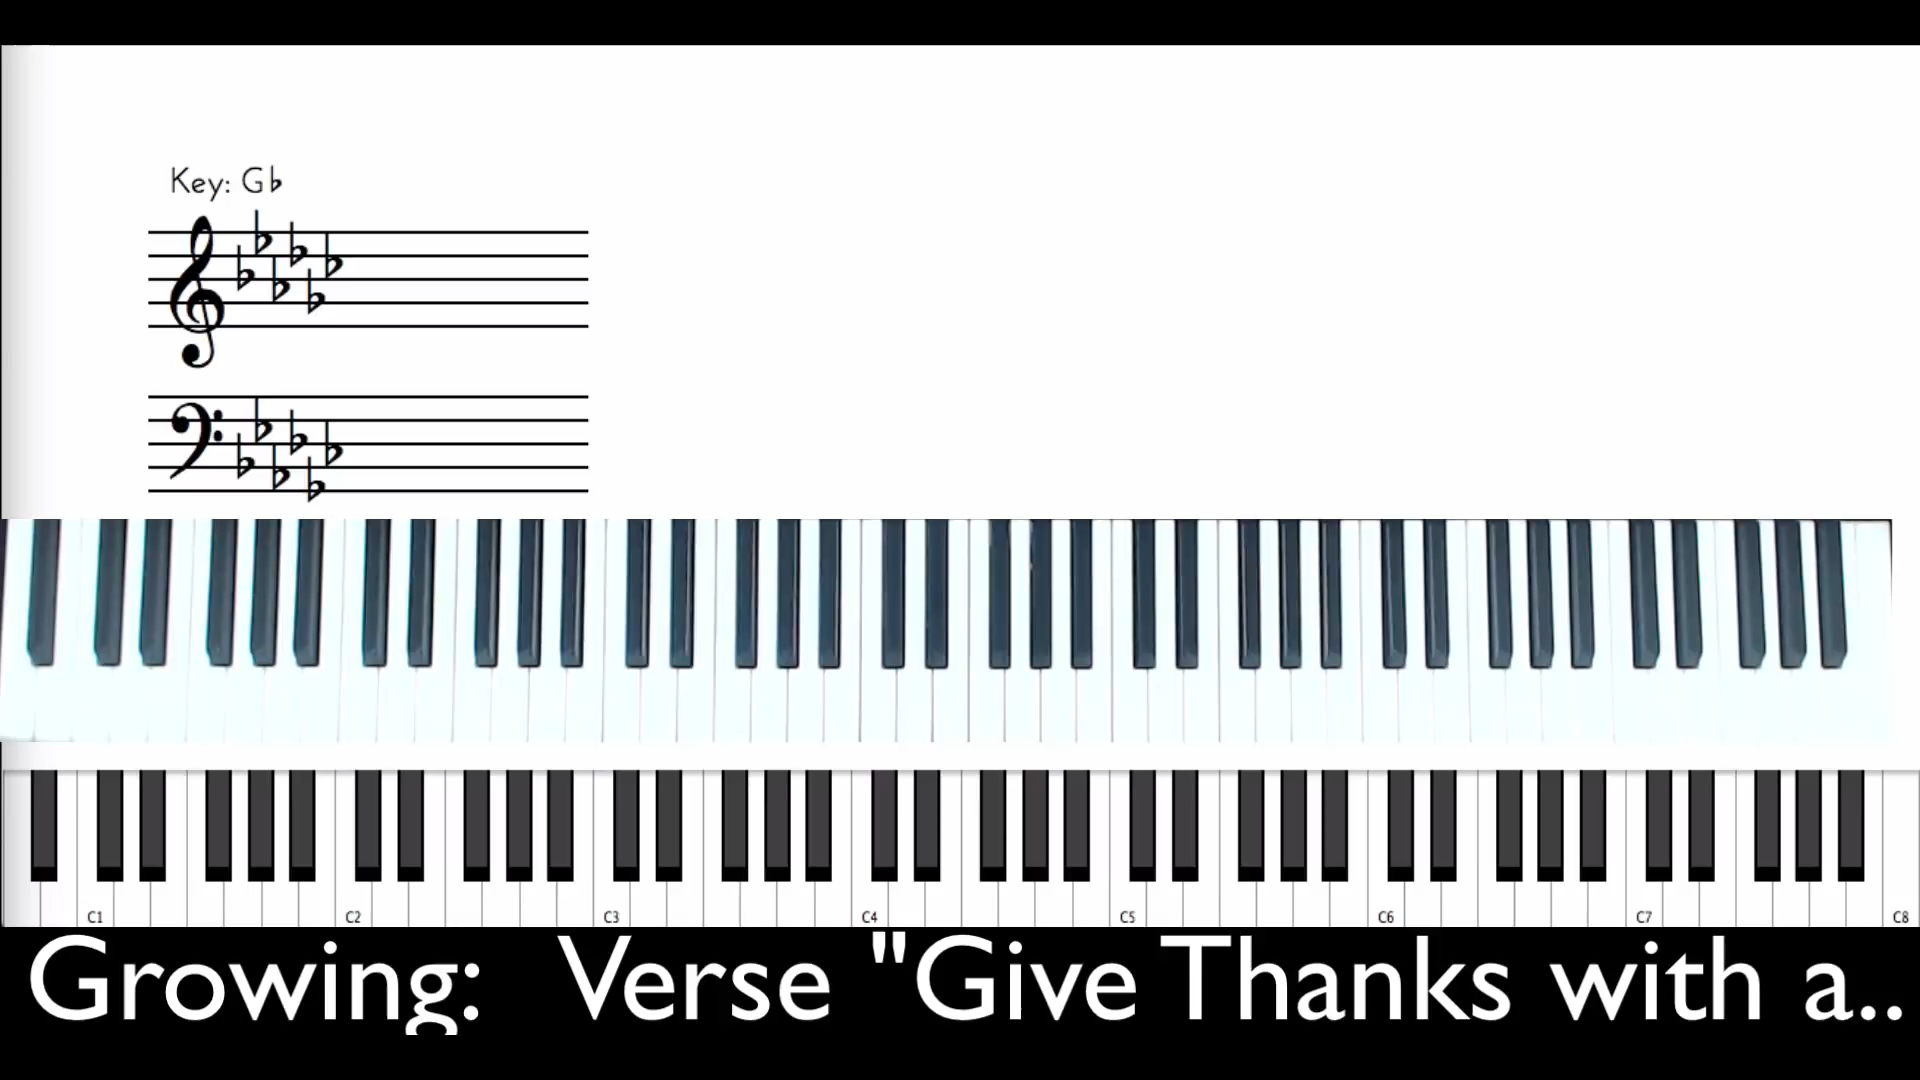 Key: G♭
C1 C2 C3 C4 C5 C6 C7 C8
Growing: Verse "Give Thanks with a..